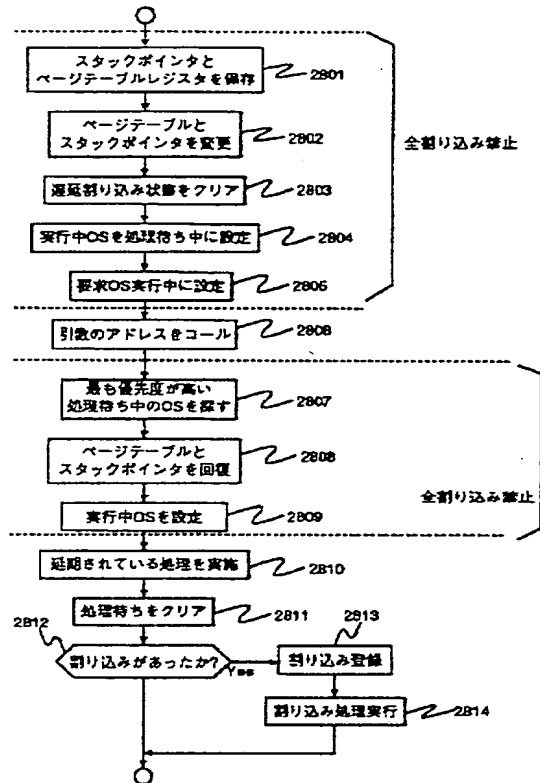 スタックポインタと
ページテーブルレジスタを保存
2801
ページテーブルと
スタックポインタを変更
2802
全割り込み禁止
遅延割り込み状態をクリア
2803
実行中OSを処理待ち中に設定
2804
要求OS実行中に設定
2805
引数のアドレスをコール
2806
最も優先度が高い
処理待ち中のOSを探す
2807
ページテーブルと
スタックポインタを回復
2808
全割り込み禁止
実行中OSを設定
2809
延期されている処理を実施
2810
処理待ちをクリア
2811
2812
2813
割り込みがあったか?
Yes
割り込み登録
割り込み処理実行
2814